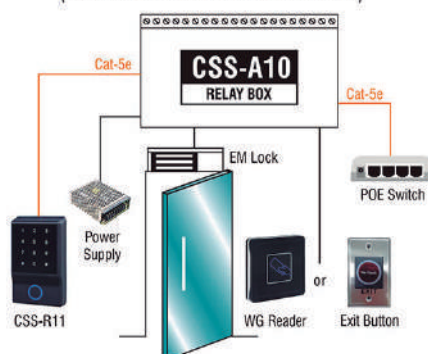 CSS-A10
RELAY BOX
Cat-5e
Cat-5e
EM Lock
POE Switch
Power
Supply
or
CSS-R11
WG Reader
Exit Button
EXIT